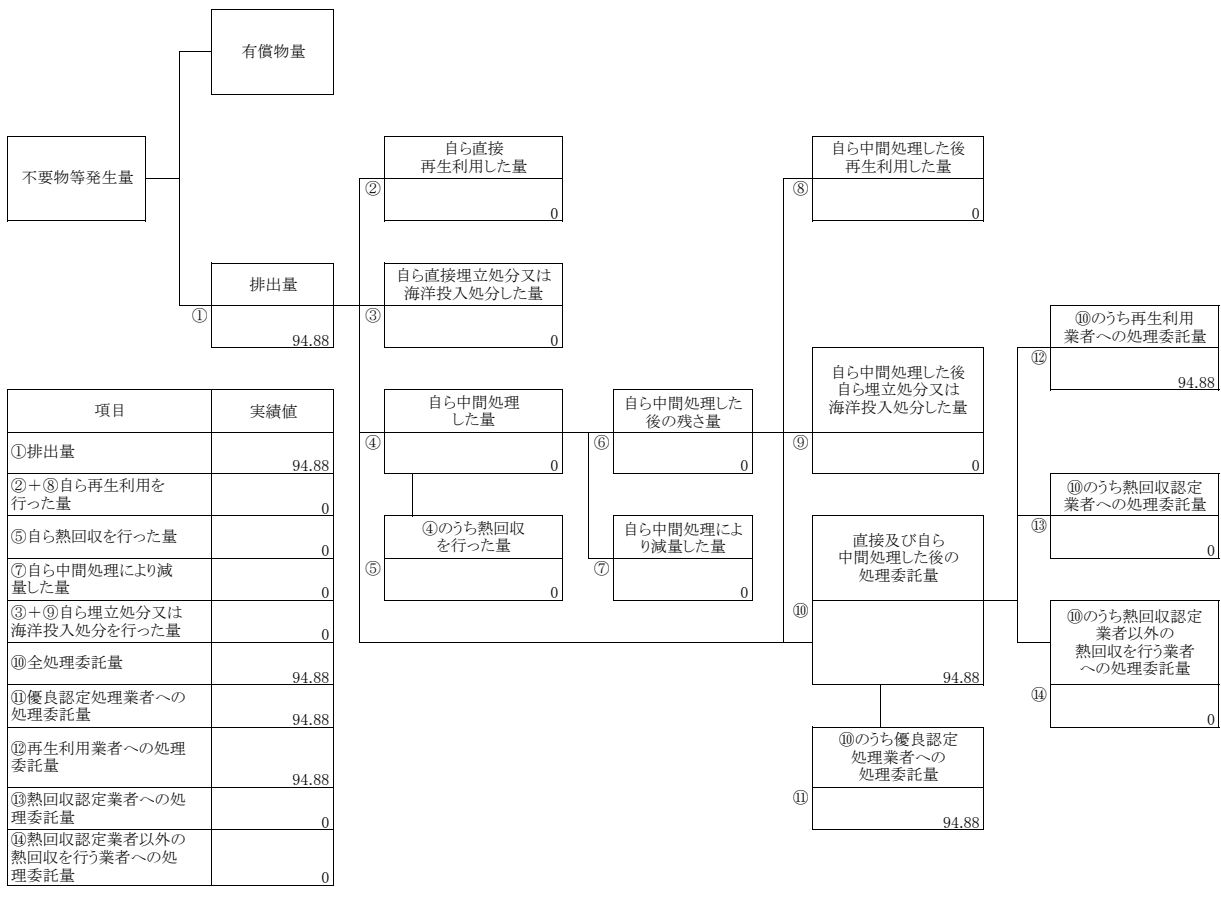 有償物量
不要物等発生量
排出量
①
94.88
自ら直接
再生利用した量
②
0
自ら直接埋立処分又は
海洋投入処分した量
③
0
自ら中間処理
した量
④
0
④のうち熱回収
を行った量
⑤
0
自ら中間処理した
後の残さ量
⑥
0
自ら中間処理によ
り減量した量
⑦
0
自ら中間処理した後
再生利用した量
⑧
0
自ら中間処理した後
自ら埋立処分又は
海洋投入処分した量
⑨
0
直接及び自ら
中間処理した後の
処理委託量
⑩
94.88
⑩のうち優良認定
処理業者への
処理委託量
⑪
94.88
⑩のうち再生利用
業者への処理委託量
⑫
94.88
⑩のうち熱回収認定
業者への処理委託量
⑬
0
⑩のうち熱回収認定
業者以外の
熱回収を行う業者
への処理委託量
⑭
0
項目 実績値
①排出量
94.88
②＋⑧自ら再生利用を
行った量
0
⑤自ら熱回収を行った量
0
⑦自ら中間処理により減
量した量
0
③＋⑨自ら埋立処分又は
海洋投入処分を行った量
0
⑩全処理委託量
94.88
⑪優良認定処理業者への
処理委託量
94.88
⑫再生利用業者への処理
委託量
94.88
⑬熱回収認定業者への処
理委託量
0
⑭熱回収認定業者以外の
熱回収を行う業者への処
理委託量
0